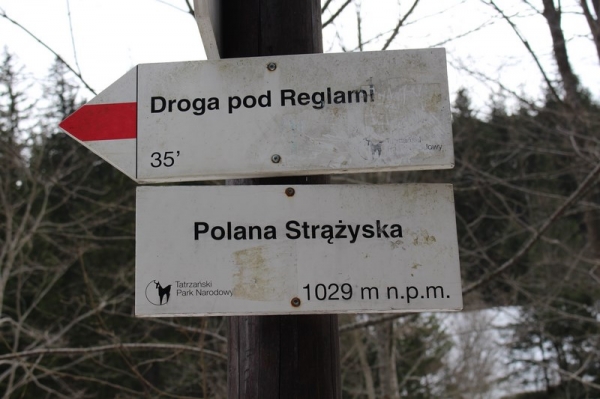 Droga pod Reglami
35’
Polana Strążyska
Tatrzański
Park Narodowy
1029 m n.p.m.